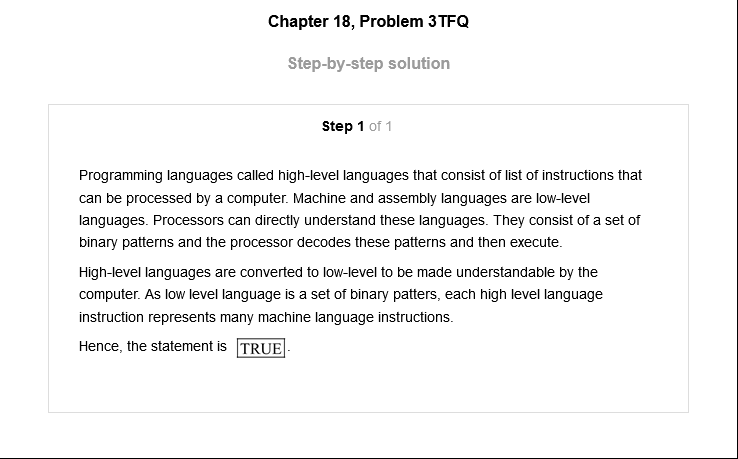 Chapter 18, Problem 3TFQ
Step-by-step solution
Step 1 of 1
Programming languages called high-level languages that consist of list of instructions that
can be processed by a computer. Machine and assembly languages are low-level
languages. Processors can directly understand these languages. They consist of a set of
binary patterns and the processor decodes these patterns and then execute.
High-level languages are converted to low-level to be made understandable by the
computer. As low level language is a set of binary patters, each high level language
instruction represents many machine language instructions.
Hence, the statement is TRUE.